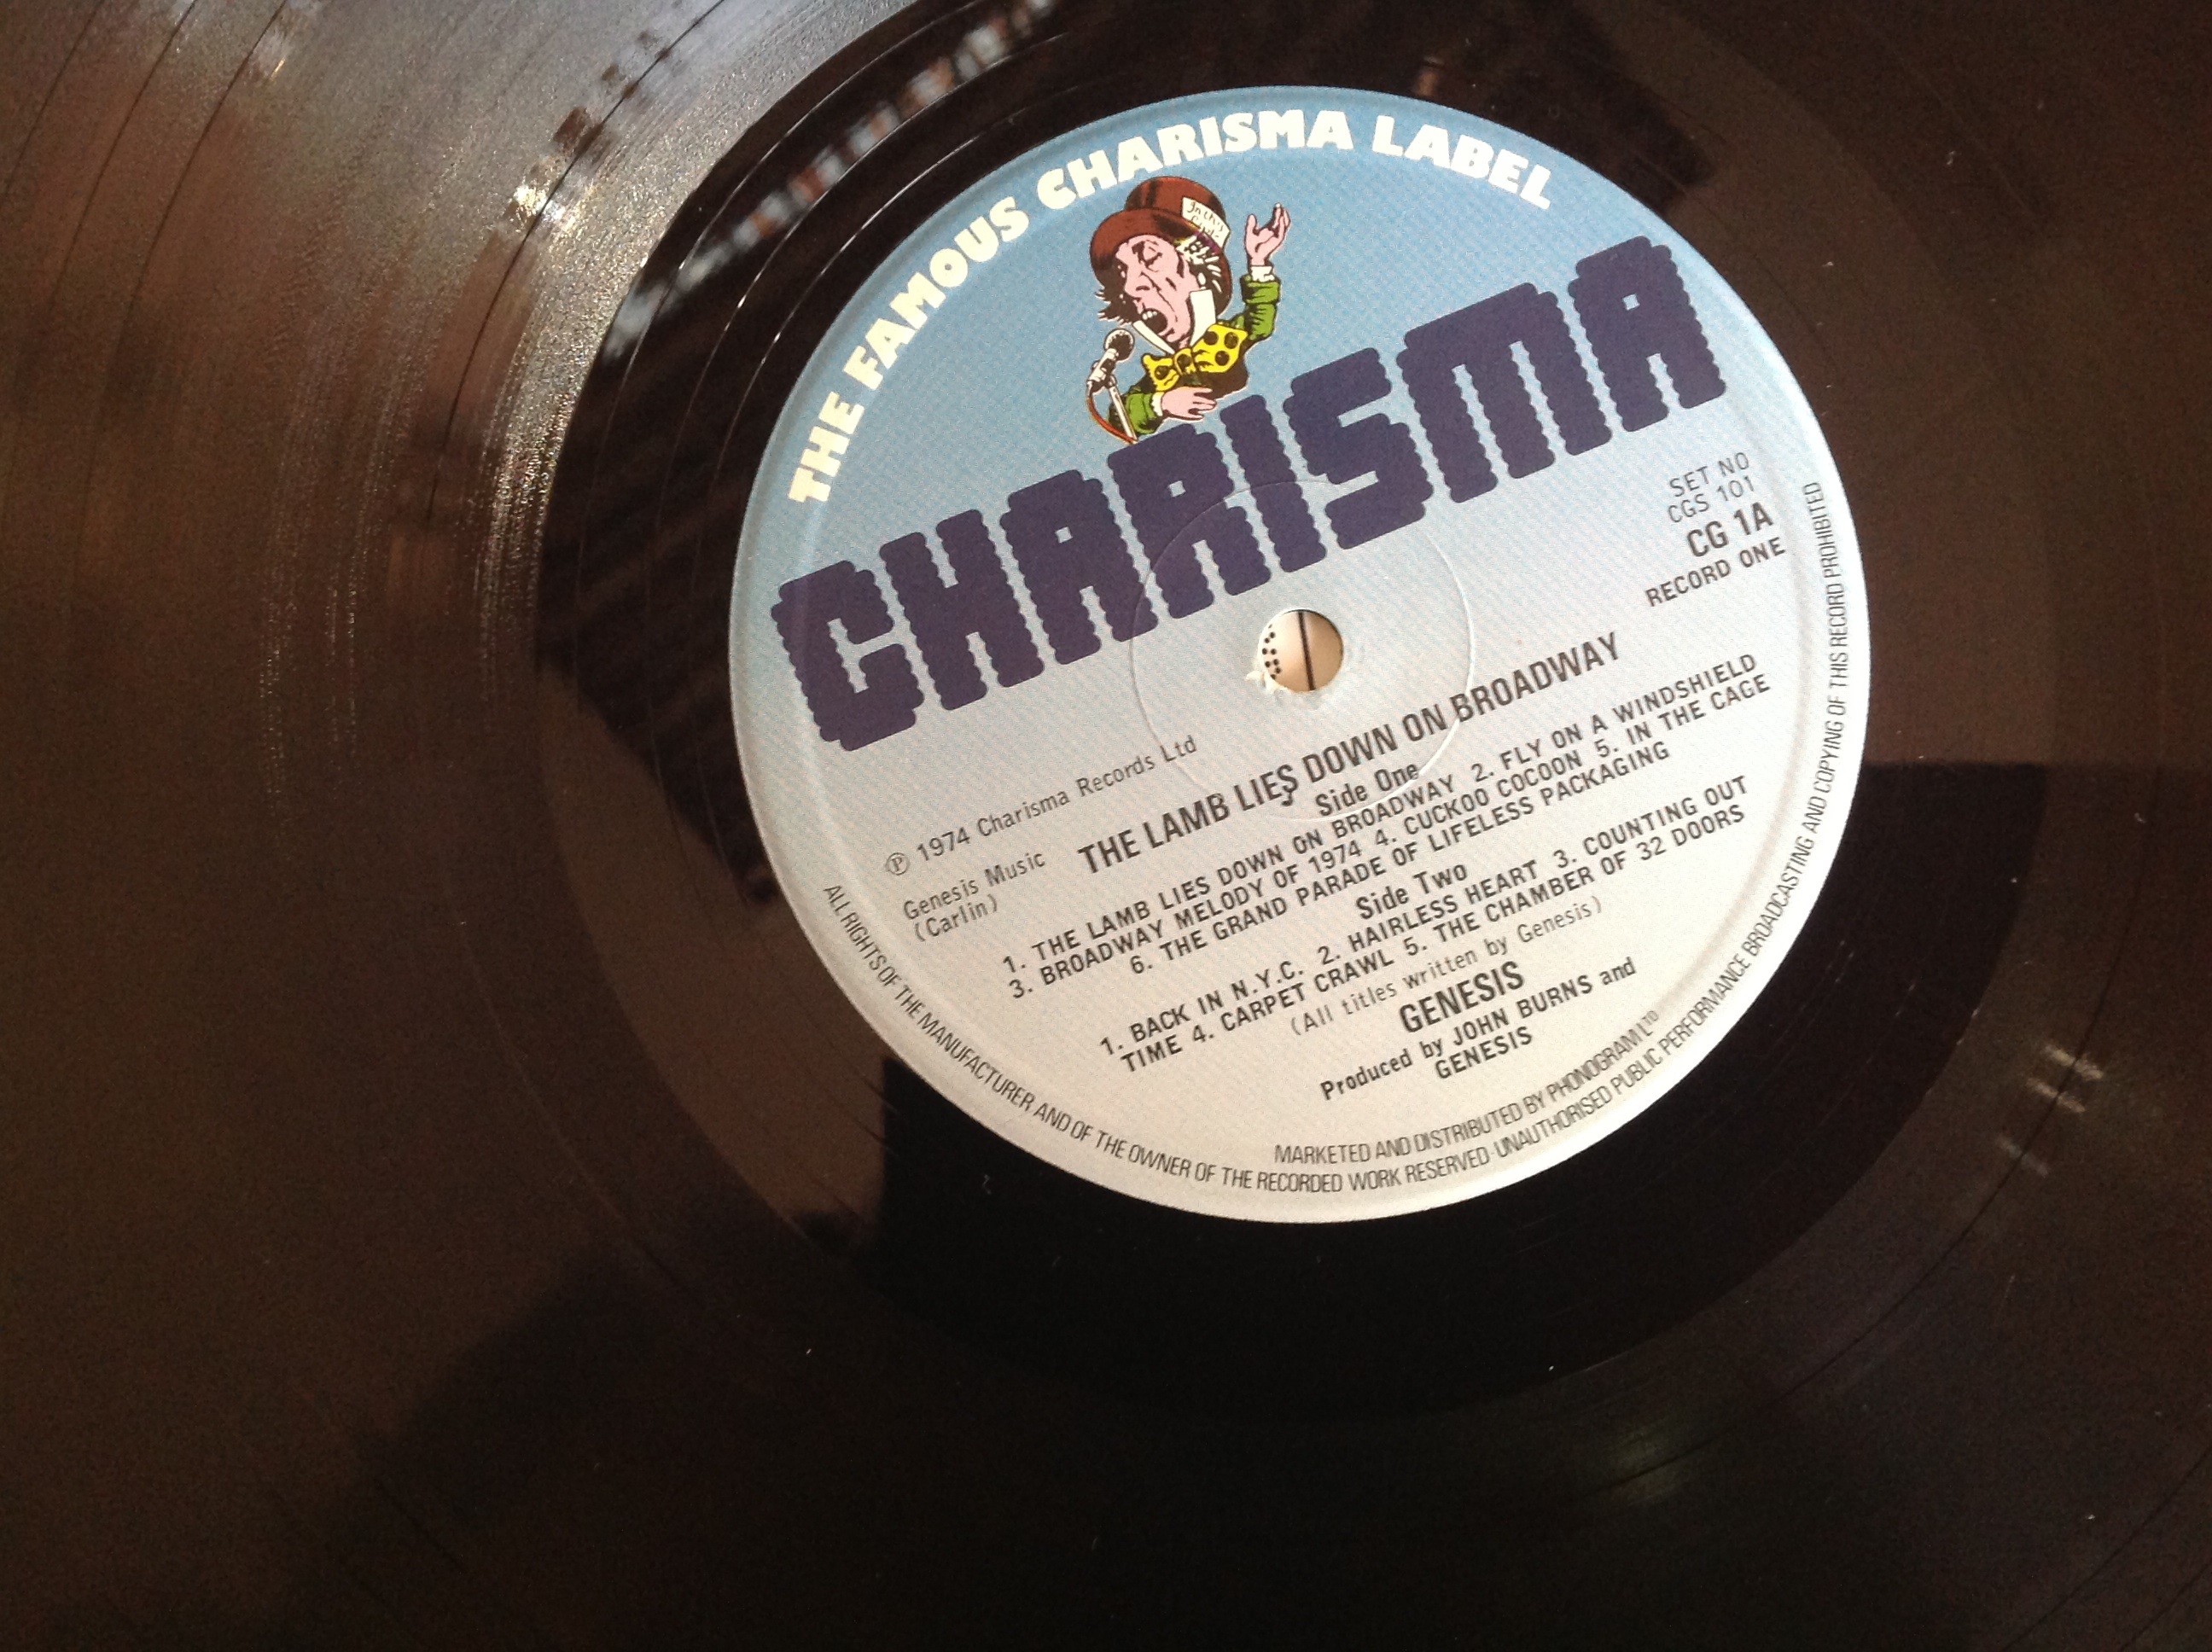 THE FAMOUS CHARISMA LABEL
CHARISMA
SET NO
CGS 101
CG 1A
RECORD ONE
℗ 1974 Charisma Records Ltd
Genesis Music
(Carlin)
THE LAMB LIES DOWN ON BROADWAY
Side One
1. THE LAMB LIES DOWN ON BROADWAY 2. FLY ON A WINDSHIELD
3. BROADWAY MELODY OF 1974 4. CUCKOO COCOON 5. IN THE CAGE
6. THE GRAND PARADE OF LIFELESS PACKAGING
Side Two
1. BACK IN N.Y.C. 2. HAIRLESS HEART 3. COUNTING OUT
TIME 4. CARPET CRAWL 5. THE CHAMBER OF 32 DOORS
(All titles written by Genesis)
GENESIS
Produced by JOHN BURNS and
GENESIS
MARKETED AND DISTRIBUTED BY PHONOGRAM LTD
ALL RIGHTS OF THE MANUFACTURER AND OF THE OWNER OF THE RECORDED WORK RESERVED · UNAUTHORISED PUBLIC PERFORMANCE BROADCASTING AND COPYING OF THIS RECORD PROHIBITED